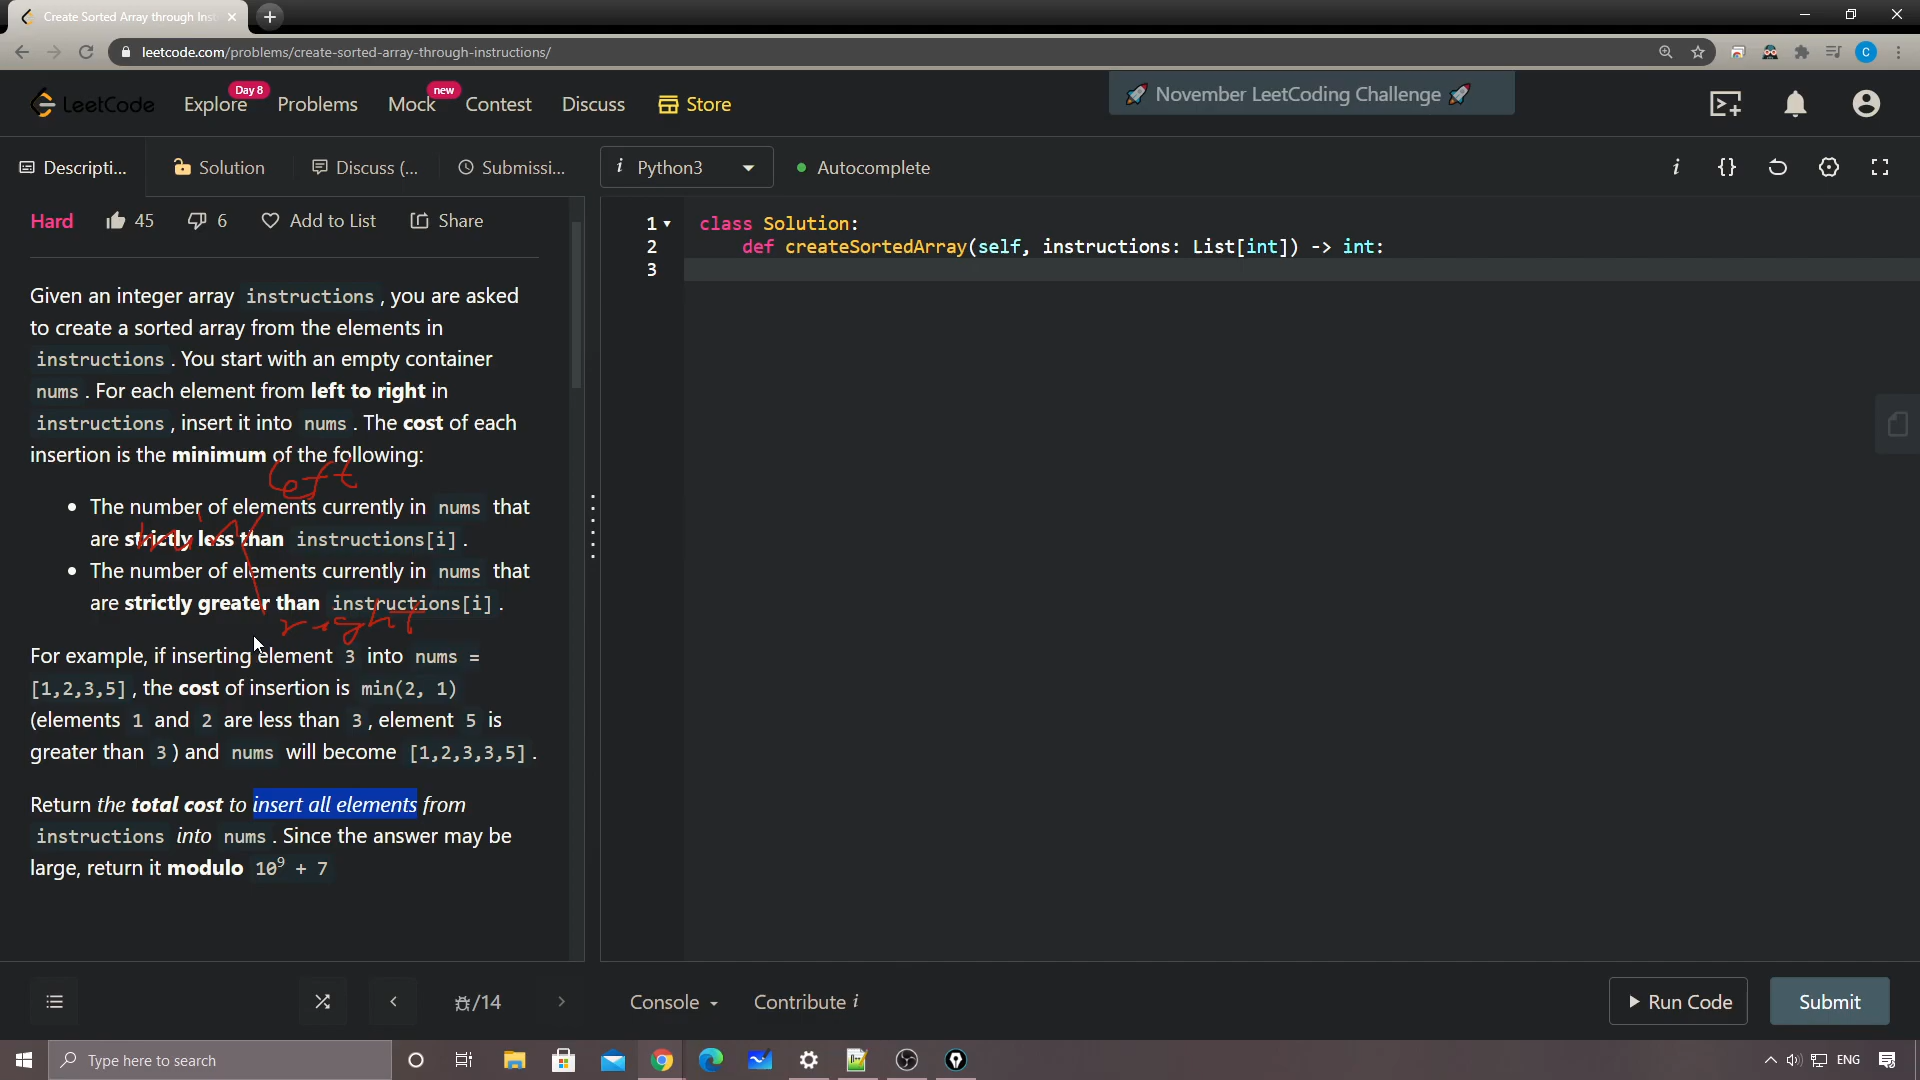 Create Sorted Array through Inst
leetcode.com/problems/create-sorted-array-through-instructions/
LeetCode
Explore
Day 8
Problems
Mock
new
Contest
Discuss
Store
November LeetCoding Challenge
Descripti...
Solution
Discuss (...
Submissi...
Python3
Autocomplete
Hard
45
6
Add to List
Share
Given an integer array instructions, you are asked
to create a sorted array from the elements in
instructions. You start with an empty container
nums. For each element from left to right in
instructions, insert it into nums. The cost of each
insertion is the minimum of the following:
left
The number of elements currently in nums that
are strictly less than instructions[i].
min
The number of elements currently in nums that
are strictly greater than instructions[i].
right
For example, if inserting element 3 into nums =
[1,2,3,5], the cost of insertion is min(2, 1)
(elements 1 and 2 are less than 3, element 5 is
greater than 3) and nums will become [1,2,3,3,5].
Return the total cost to insert all elements from
instructions into nums. Since the answer may be
large, return it modulo 10⁹ + 7
1
class Solution:
2
def createSortedArray(self, instructions: List[int]) -> int:
3
/14
Console
Contribute i
Run Code
Submit
Type here to search
ENG
C